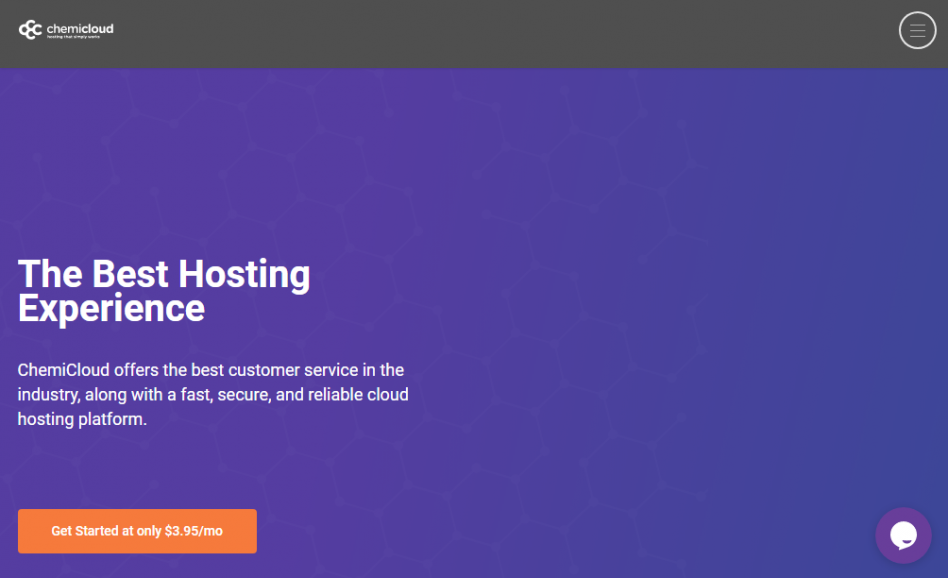 chemicloud
hosting that simply works
The Best Hosting
Experience
ChemiCloud offers the best customer service in the
industry, along with a fast, secure, and reliable cloud
hosting platform.
Get Started at only $3.95/mo